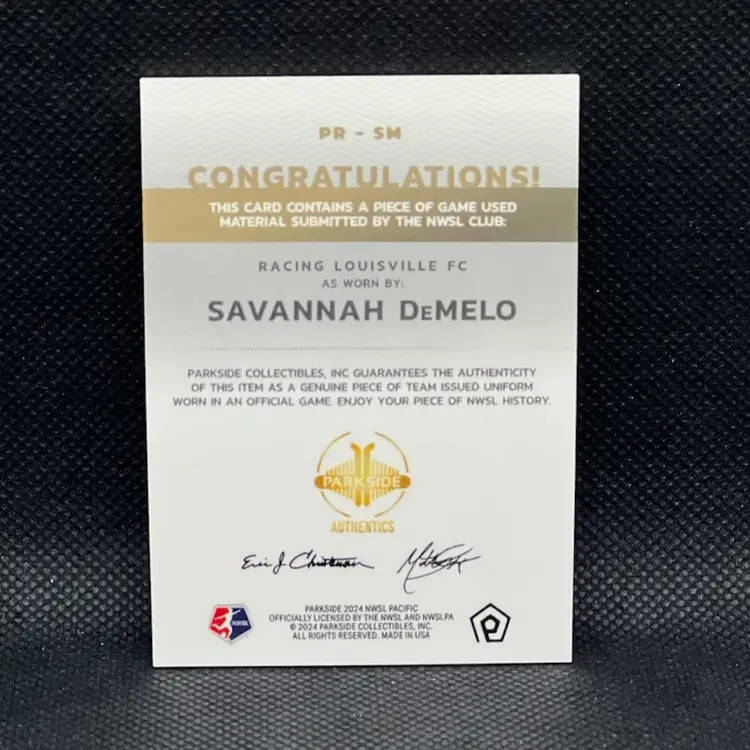 PR - SM
CONGRATULATIONS!
THIS CARD CONTAINS A PIECE OF GAME USED
MATERIAL SUBMITTED BY THE NWSL CLUB:
RACING LOUISVILLE FC
AS WORN BY:
SAVANNAH DeMELO
PARKSIDE COLLECTIBLES, INC GUARANTEES THE AUTHENTICITY
OF THIS ITEM AS A GENUINE PIECE OF TEAM ISSUED UNIFORM
WORN IN AN OFFICIAL GAME. ENJOY YOUR PIECE OF NWSL HISTORY.
PARKSIDE
AUTHENTICS
PARKSIDE 2024 NWSL PACIFIC
OFFICIALLY LICENSED BY THE NWSL AND NWSLPA
© 2024 PARKSIDE COLLECTIBLES, INC.
ALL RIGHTS RESERVED. MADE IN USA
NWSL